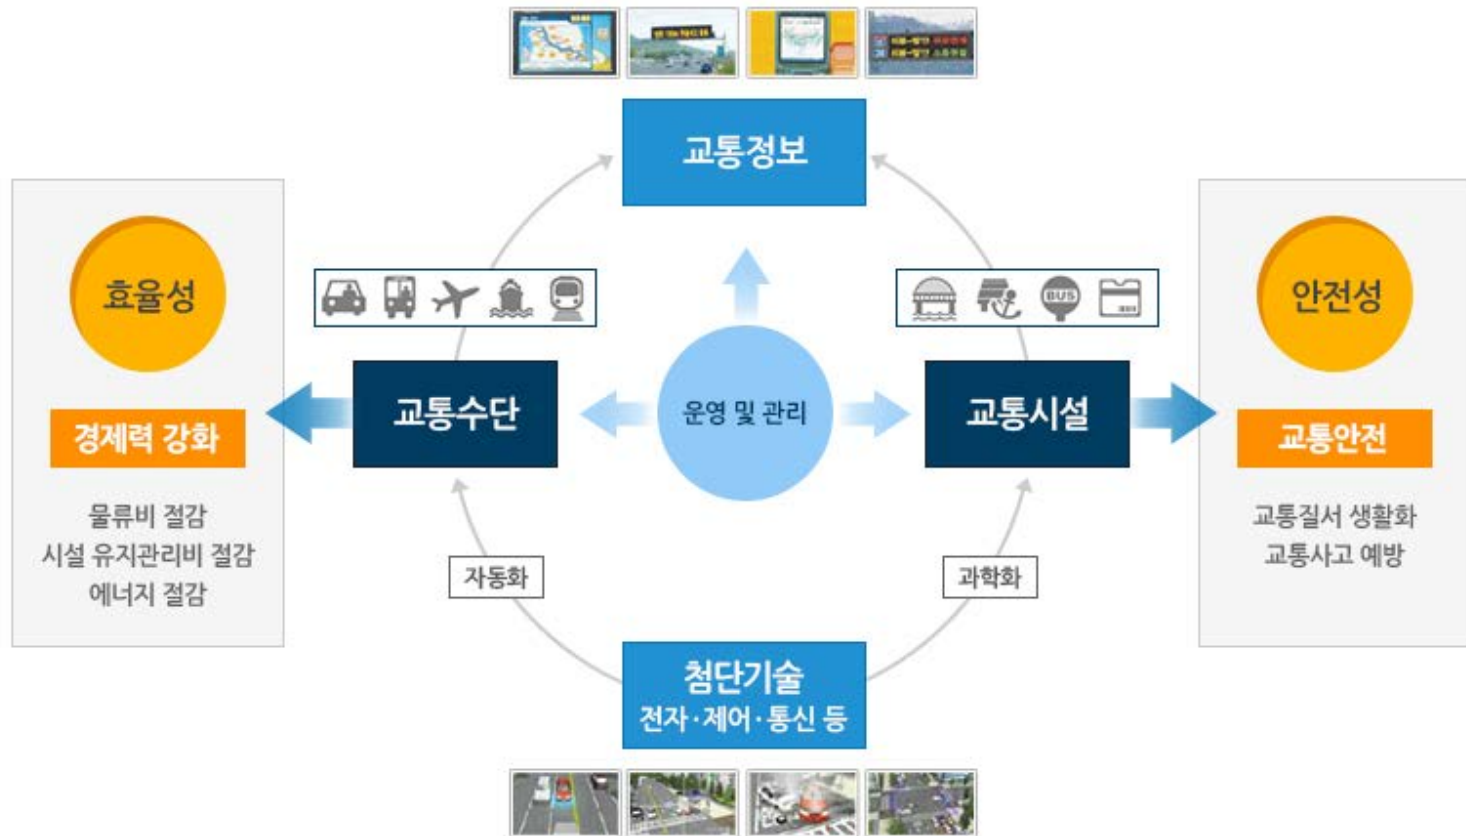 교통정보
효율성
안전성
BUS
교통수단
운영 및 관리
교통시설
경제력 강화
교통안전
물류비 절감
시설 유지관리비 절감
에너지 절감
교통질서 생활화
교통사고 예방
자동화
과학화
첨단기술
전자·제어·통신 등